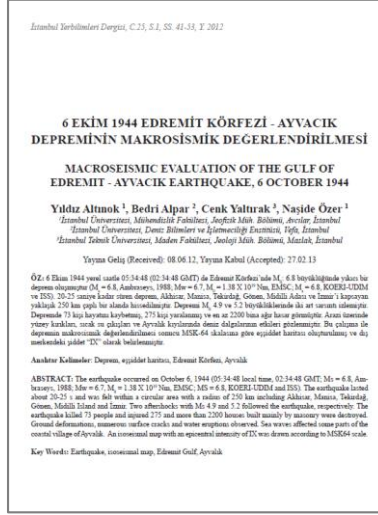 İstanbul Yerbilimleri Dergisi, C.25, S.1, SS. 41-53, Y. 2012
6 EKİM 1944 EDREMİT KÖRFEZİ - AYVACIK
DEPREMİNİN MAKROSİSMİK DEĞERLENDİRİLMESİ
MACROSEISMIC EVALUATION OF THE GULF OF
EDREMIT - AYVACIK EARTHQUAKE, 6 OCTOBER 1944
Yıldız Altınok ¹, Bedri Alpar ², Cenk Yaltırak ³, Naşide Özer ¹
¹İstanbul Üniversitesi, Mühendislik Fakültesi, Jeofizik Müh. Bölümü, Avcılar, İstanbul
²İstanbul Üniversitesi, Deniz Bilimleri ve İşletmeciliği Enstitüsü, Vefa, İstanbul
³İstanbul Teknik Üniversitesi, Maden Fakültesi, Jeoloji Müh. Bölümü, Maslak, İstanbul
Yayına Geliş (Received): 08.06.12, Yayına Kabul (Accepted): 27.02.13
ÖZ: 6 Ekim 1944 yerel saatle 05:34:48 (02:34:48 GMT) de Edremit Körfezi'nde Mₛ: 6.8 büyüklüğünde yıkıcı bir
deprem oluşmuştur (Mₛ = 6.8, Ambraseys, 1988; Mw = 6.7, M₀ = 1.38 X 10¹⁹ Nm, EMSC; Mₛ = 6.8, KOERI-UDIM
ve ISS). 20-25 saniye kadar süren deprem, Akhisar, Manisa, Tekirdağ, Gönen, Midilli Adası ve İzmir'i kapsayan
yaklaşık 250 km çaplı bir alanda hissedilmiştir. Depremi Mₛ 4.9 ve 5.2 büyüklüklerinde iki art sarsıntı izlemiştir.
Depremde 73 kişi hayatını kaybetmiş, 275 kişi yaralanmış ve en az 2200 bina ağır hasar görmüştür. Arazi üzerinde
yüzey kırıkları, sıcak su çıkışları ve Ayvalık kıyılarında deniz dalgalarının etkileri gözlenmiştir. Bu çalışma ile
depremin makrosismik değerlendirilmesi sonucu MSK-64 skalasına göre eşşiddet haritası oluşturulmuş ve dış
merkezdeki şiddet "IX" olarak belirlenmiştir.
Anahtar Kelimeler: Deprem, eşşiddet haritası, Edremit Körfezi, Ayvalık
ABSTRACT: The earthquake occurred on October 6, 1944 (05:34:48 local time, 02:34:48 GMT; Ms = 6.8, Am-
braseys, 1988; Mw = 6.7, M₀ = 1.38 X 10¹⁹ Nm, EMSC; MS = 6.8, KOERI-UDIM and ISS). The earthquake lasted
about 20-25 s and was felt within a circular area with a radius of 250 km including Akhisar, Manisa, Tekirdağ,
Gönen, Midilli Island and İzmir. Two aftershocks with Ms 4.9 and 5.2 followed the earthquake, respectively. The
earthquake killed 73 people and injured 275 and more than 2200 houses built mainly by masonry were destroyed.
Ground deformations, numerous surface cracks and water eruptions observed. Sea waves affected some parts of the
coastal village of Ayvalık. An isoseismal map with an epicentral intensity of IX was drawn according to MSK64 scale.
Key Words: Earthquake, isoseismal map, Edremit Gulf, Ayvalık